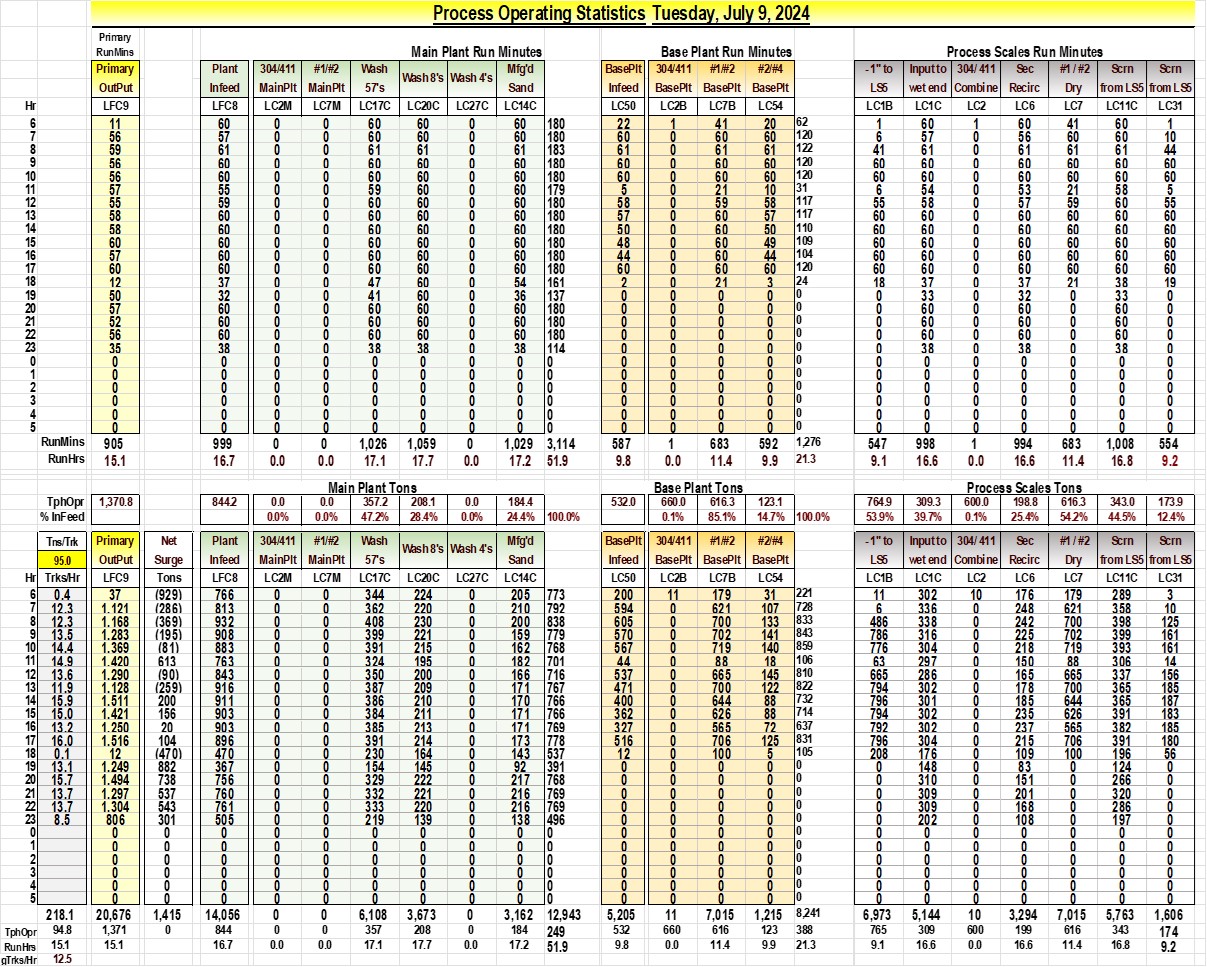 Process Operating Statistics Tuesday, July 9, 2024
Primary
RunMins Main Plant Run Minutes Base Plant Run Minutes Process Scales Run Minutes
Primary Plant 304/411 #1/#2 Wash Wash 8's Wash 4's Mfg'd BasePlt 304/411 #1/#2 #2/#4 -1" to Input to 304/ 411 Sec #1 / #2 Scrn Scrn
OutPut Infeed MainPlt MainPlt 57's Sand Infeed BasePlt BasePlt BasePlt LS5 wet end Combine Recirc Dry from LS5 from LS5
Hr LFC9 LFC8 LC2M LC7M LC17C LC20C LC27C LC14C LC50 LC2B LC7B LC54 LC1B LC1C LC2 LC6 LC7 LC11C LC31
6 11 60 0 0 60 60 0 60 180 22 1 41 20 62 1 60 1 60 41 60 1
7 56 57 0 0 60 60 0 60 180 60 0 60 60 120 6 57 0 56 60 60 10
8 59 61 0 0 61 61 0 61 183 61 0 61 61 122 41 61 0 61 61 61 44
9 56 60 0 0 60 60 0 60 180 60 0 60 60 120 60 60 0 60 60 60 60
10 56 60 0 0 60 60 0 60 180 60 0 60 60 120 60 60 0 60 60 60 60
11 57 55 0 0 59 60 0 60 179 5 0 21 10 31 6 54 0 53 21 58 5
12 55 59 0 0 60 60 0 60 180 58 0 59 58 117 55 58 0 57 59 60 55
13 58 60 0 0 60 60 0 60 180 57 0 60 57 117 60 60 0 60 60 60 60
14 58 60 0 0 60 60 0 60 180 50 0 60 50 110 60 60 0 60 60 60 60
15 60 60 0 0 60 60 0 60 180 48 0 60 49 109 60 60 0 60 60 60 60
16 57 60 0 0 60 60 0 60 180 44 0 60 44 104 60 60 0 60 60 60 60
17 60 60 0 0 60 60 0 60 180 60 0 60 60 120 60 60 0 60 60 60 60
18 12 37 0 0 47 60 0 54 161 2 0 21 3 24 18 37 0 37 21 38 19
19 50 32 0 0 41 60 0 36 137 0 0 0 0 0 0 33 0 32 0 33 0
20 57 60 0 0 60 60 0 60 180 0 0 0 0 0 0 60 0 60 0 60 0
21 52 60 0 0 60 60 0 60 180 0 0 0 0 0 0 60 0 60 0 60 0
22 56 60 0 0 60 60 0 60 180 0 0 0 0 0 0 60 0 60 0 60 0
23 35 38 0 0 38 38 0 38 114 0 0 0 0 0 0 38 0 38 0 38 0
0 0 0 0 0 0 0 0 0 0 0 0 0 0 0 0 0 0 0 0 0 0
1 0 0 0 0 0 0 0 0 0 0 0 0 0 0 0 0 0 0 0 0 0
2 0 0 0 0 0 0 0 0 0 0 0 0 0 0 0 0 0 0 0 0 0
3 0 0 0 0 0 0 0 0 0 0 0 0 0 0 0 0 0 0 0 0 0
4 0 0 0 0 0 0 0 0 0 0 0 0 0 0 0 0 0 0 0 0 0
5 0 0 0 0 0 0 0 0 0 0 0 0 0 0 0 0 0 0 0 0 0
RunMins 905 999 0 0 1,026 1,059 0 1,029 3,114 587 1 683 592 1,276 547 998 1 994 683 1,008 554
RunHrs 15.1 16.7 0.0 0.0 17.1 17.7 0.0 17.2 51.9 9.8 0.0 11.4 9.9 21.3 9.1 16.6 0.0 16.6 11.4 16.8 9.2
Main Plant Tons Base Plant Tons Process Scales Tons
TphOpr 1,370.8 844.2 0.0 0.0 357.2 208.1 0.0 184.4 532.0 660.0 616.3 123.1 764.9 309.3 600.0 198.8 616.3 343.0 173.9
% InFeed 0.0% 0.0% 47.2% 28.4% 0.0% 24.4% 100.0% 0.1% 85.1% 14.7% 100.0% 53.9% 39.7% 0.1% 25.4% 54.2% 44.5% 12.4%
Tns/Trk Primary Net Plant 304/411 #1/#2 Wash Wash 8's Wash 4's Mfg'd BasePlt 304/411 #1/#2 #2/#4 -1" to Input to 304/ 411 Sec #1 / #2 Scrn Scrn
95.0 OutPut Surge Infeed MainPlt MainPlt 57's Sand Infeed BasePlt BasePlt BasePlt LS5 wet end Combine Recirc Dry from LS5 from LS5
Hr Trks/Hr LFC9 Tons LFC8 LC2M LC7M LC17C LC20C LC27C LC14C LC50 LC2B LC7B LC54 LC1B LC1C LC2 LC6 LC7 LC11C LC31
6 0.4 37 (929) 766 0 0 344 224 0 205 773 200 11 179 31 221 11 302 10 176 179 289 3
7 12.3 1.121 (286) 813 0 0 362 229 0 210 792 594 0 621 107 728 6 336 0 248 621 358 10
8 12.3 1.168 (369) 932 0 0 408 230 0 200 838 605 0 700 133 833 486 338 0 242 700 398 125
9 13.5 1.283 (195) 908 0 0 399 221 0 159 779 570 0 702 141 843 786 316 0 225 702 399 161
10 14.4 1.369 (81) 883 0 0 391 215 0 162 768 567 0 719 140 859 776 304 0 218 719 393 161
11 14.9 1.420 613 763 0 0 324 195 0 182 701 44 0 88 18 106 63 297 0 150 88 306 14
12 13.6 1.290 (90) 843 0 0 350 200 0 166 716 537 0 665 145 810 665 286 0 165 665 337 156
13 11.9 1.128 (259) 916 0 0 387 209 0 171 767 471 0 700 122 822 794 302 0 178 700 365 185
14 15.9 1.511 200 911 0 0 386 210 0 170 766 400 0 644 88 732 796 301 0 185 644 365 187
15 15.0 1.421 156 903 0 0 384 211 0 171 766 362 0 626 88 714 794 302 0 235 626 391 183
16 13.2 1.250 20 903 0 0 385 213 0 171 769 327 0 565 72 637 792 302 0 237 565 382 185
17 16.0 1.516 104 896 0 0 391 214 0 173 778 516 0 706 125 831 796 304 0 215 706 391 180
18 0.1 12 (470) 470 0 0 230 164 0 143 537 12 0 100 5 105 208 176 0 109 100 196 56
19 13.1 1.249 882 367 0 0 154 145 0 92 391 0 0 0 0 0 0 148 0 83 0 124 0
20 15.7 1.494 738 756 0 0 329 222 0 217 768 0 0 0 0 0 0 310 0 151 0 266 0
21 13.7 1.297 537 760 0 0 332 221 0 216 769 0 0 0 0 0 0 309 0 201 0 320 0
22 13.7 1.304 543 761 0 0 333 220 0 216 769 0 0 0 0 0 0 309 0 168 0 286 0
23 8.5 806 301 505 0 0 219 139 0 138 496 0 0 0 0 0 0 202 0 108 0 197 0
0 0 0 0 0 0 0 0 0 0 0 0 0 0 0 0 0 0 0 0 0 0 0
1 0 0 0 0 0 0 0 0 0 0 0 0 0 0 0 0 0 0 0 0 0 0
2 0 0 0 0 0 0 0 0 0 0 0 0 0 0 0 0 0 0 0 0 0 0
3 0 0 0 0 0 0 0 0 0 0 0 0 0 0 0 0 0 0 0 0 0 0
4 0 0 0 0 0 0 0 0 0 0 0 0 0 0 0 0 0 0 0 0 0 0
5 0 0 0 0 0 0 0 0 0 0 0 0 0 0 0 0 0 0 0 0 0 0
218.1 20,676 1,415 14,056 0 0 6,108 3,673 0 3,162 12,943 5,205 11 7,015 1,215 8,241 6,973 5,144 10 3,294 7,015 5,763 1,606
TphOpr 94.8 1,371 0 844 0 0 357 208 0 184 249 532 660 616 123 388 765 309 600 199 616 343 174
RunHrs 15.1 15.1 16.7 0.0 0.0 17.1 17.7 0.0 17.2 51.9 9.8 0.0 11.4 9.9 21.3 9.1 16.6 0.0 16.6 11.4 16.8 9.2
gTrks/Hr 12.5